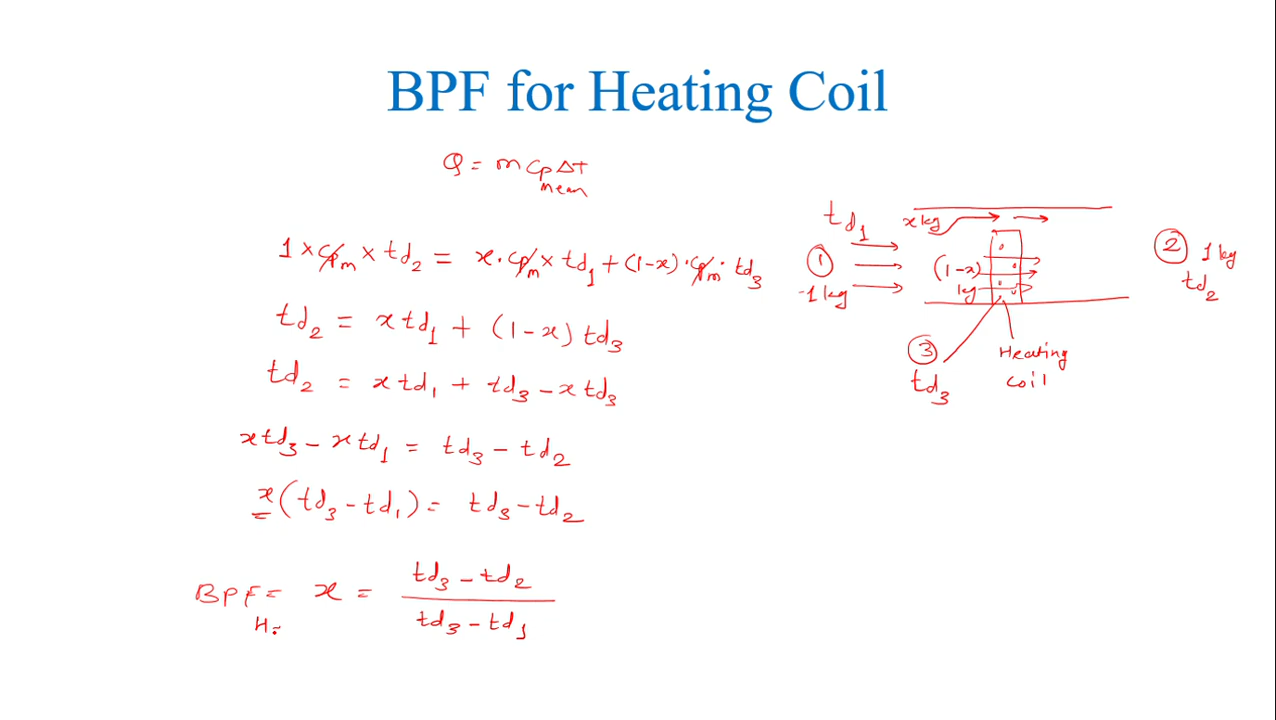 BPF for Heating Coil
Q = m Cp ΔT
mean
1 × Cpₘ × td₂ = x · Cpₘ × td₁ + (1-x) · Cpₘ · td₃
td₂ = x td₁ + (1-x) td₃
td₂ = x td₁ + td₃ - x td₃
x td₃ - x td₁ = td₃ - td₂
x (td₃ - td₁) = td₃ - td₂
BPF = x = td₃ - td₂
td₃ - td₁
H.
td₁
x kg
①
1 kg
(1-x)
kg
② 1 kg
td₂
③
td₃
Heating
coil